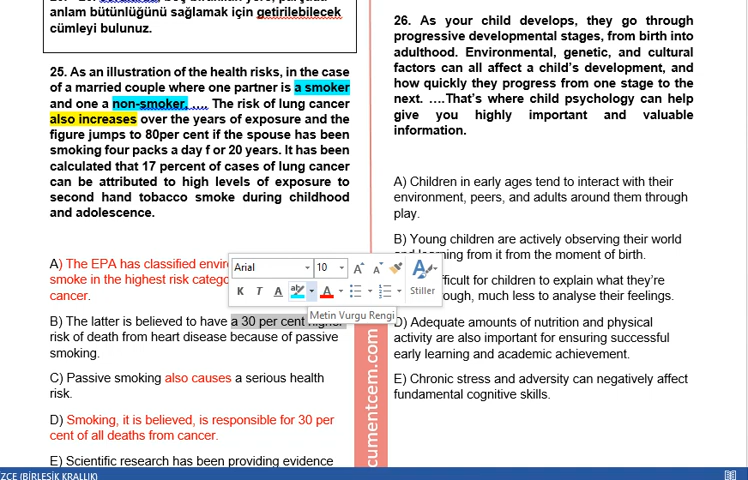 anlam bütünlüğünü sağlamak için getirilebilecek
cümleyi bulunuz.
25. As an illustration of the health risks, in the case
of a married couple where one partner is a smoker
and one a non-smoker, .... The risk of lung cancer
also increases over the years of exposure and the
figure jumps to 80per cent if the spouse has been
smoking four packs a day f or 20 years. It has been
calculated that 17 percent of cases of lung cancer
can be attributed to high levels of exposure to
second hand tobacco smoke during childhood
and adolescence.
A) The EPA has classified
smoke in the highest risk
cancer.
B) The latter is believed to have a 30 per cent
risk of death from heart disease because of passive
smoking.
C) Passive smoking also causes a serious health
risk.
D) Smoking, it is believed, is responsible for 30 per
cent of all deaths from cancer.
E) Scientific research has been providing evidence
26. As your child develops, they go through
progressive developmental stages, from birth into
adulthood. Environmental, genetic, and cultural
factors can all affect a child's development, and
how quickly they progress from one stage to the
next. ....That's where child psychology can help
give you highly important and valuable
information.
A) Children in early ages tend to interact with their
environment, peers, and adults around them through
play.
B) Young children are actively observing their world
from it from the moment of birth.
for children to explain what they're
much less to analyse their feelings.
D) Adequate amounts of nutrition and physical
activity are also important for ensuring successful
early learning and academic achievement.
E) Chronic stress and adversity can negatively affect
fundamental cognitive skills.
Arial 10
K T A ab A Stiller
Metin Vurgu Rengi
cumentcem.com
ZCE (BİRLEŞİK KRALLIK)